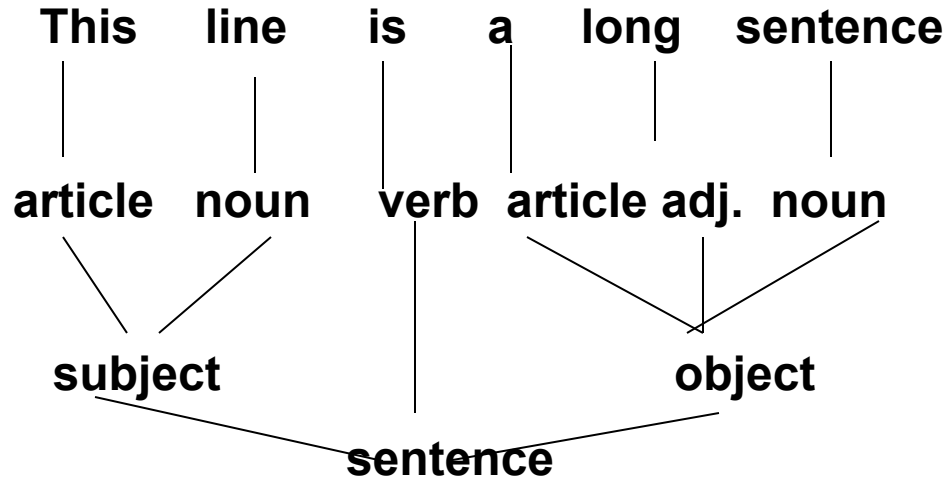 This line is a long sentence
article noun verb article adj. noun
subject object
sentence